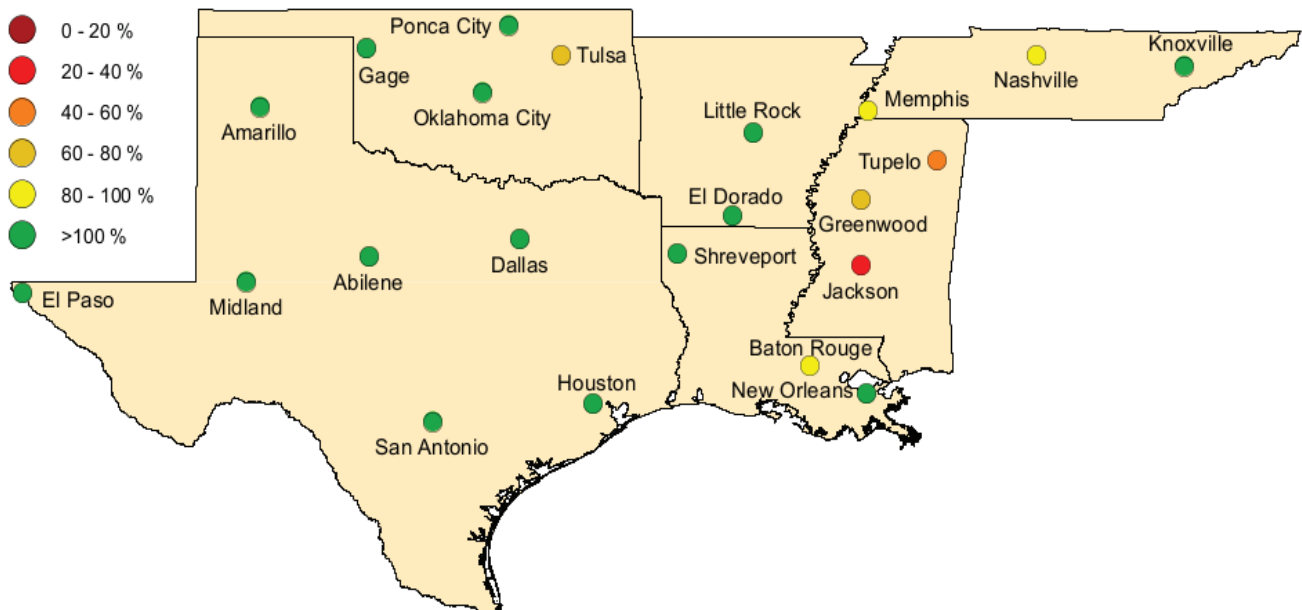 0 - 20 %
20 - 40 %
40 - 60 %
60 - 80 %
80 - 100 %
>100 %
Ponca City
Tulsa
Gage
Oklahoma City
Amarillo
Little Rock
El Dorado
Memphis
Nashville
Knoxville
Tupelo
Greenwood
Jackson
Shreveport
Dallas
Abilene
Midland
El Paso
Baton Rouge
New Orleans
Houston
San Antonio